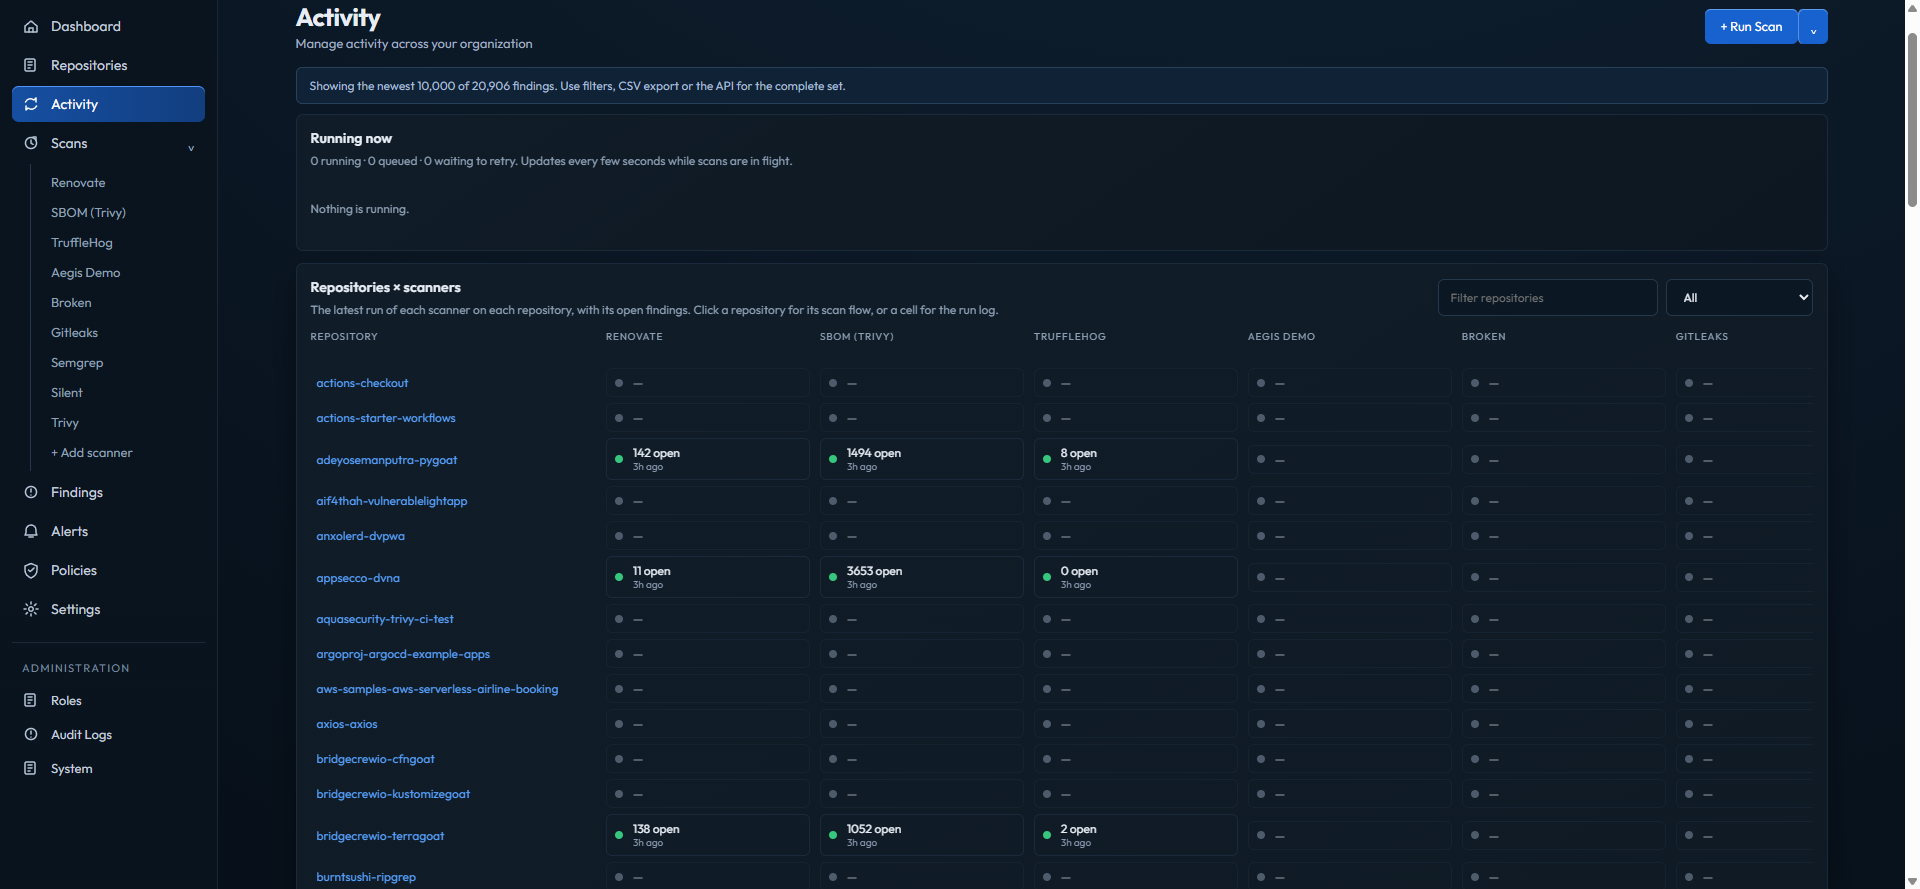 Dashboard
Repositories
Activity
Scans
Renovate
SBOM (Trivy)
TruffleHog
Aegis Demo
Broken
Gitleaks
Semgrep
Silent
Trivy
+ Add scanner
Findings
Alerts
Policies
Settings
ADMINISTRATION
Roles
Audit Logs
System
Activity
Manage activity across your organization
+ Run Scan
Showing the newest 10,000 of 20,906 findings. Use filters, CSV export or the API for the complete set.
Running now
0 running · 0 queued · 0 waiting to retry. Updates every few seconds while scans are in flight.
Nothing is running.
Repositories × scanners
The latest run of each scanner on each repository, with its open findings. Click a repository for its scan flow, or a cell for the run log.
Filter repositories
All
REPOSITORY RENOVATE SBOM (TRIVY) TRUFFLEHOG AEGIS DEMO BROKEN GITLEAKS
actions-checkout — — — — — —
actions-starter-workflows — — — — — —
adeyosemanputra-pygoat 142 open 1494 open 8 open — — —
3h ago 3h ago 3h ago
aif4thah-vulnerablelightapp — — — — — —
anxolerd-dvpwa — — — — — —
appsecco-dvna 11 open 3653 open 0 open — — —
3h ago 3h ago 3h ago
aquasecurity-trivy-ci-test — — — — — —
argoproj-argocd-example-apps — — — — — —
aws-samples-aws-serverless-airline-booking — — — — — —
axios-axios — — — — — —
bridgecrewio-cfngoat — — — — — —
bridgecrewio-kustomizegoat — — — — — —
bridgecrewio-terragoat 138 open 1052 open 2 open — — —
3h ago 3h ago 3h ago
burntsushi-ripgrep — — — — — —